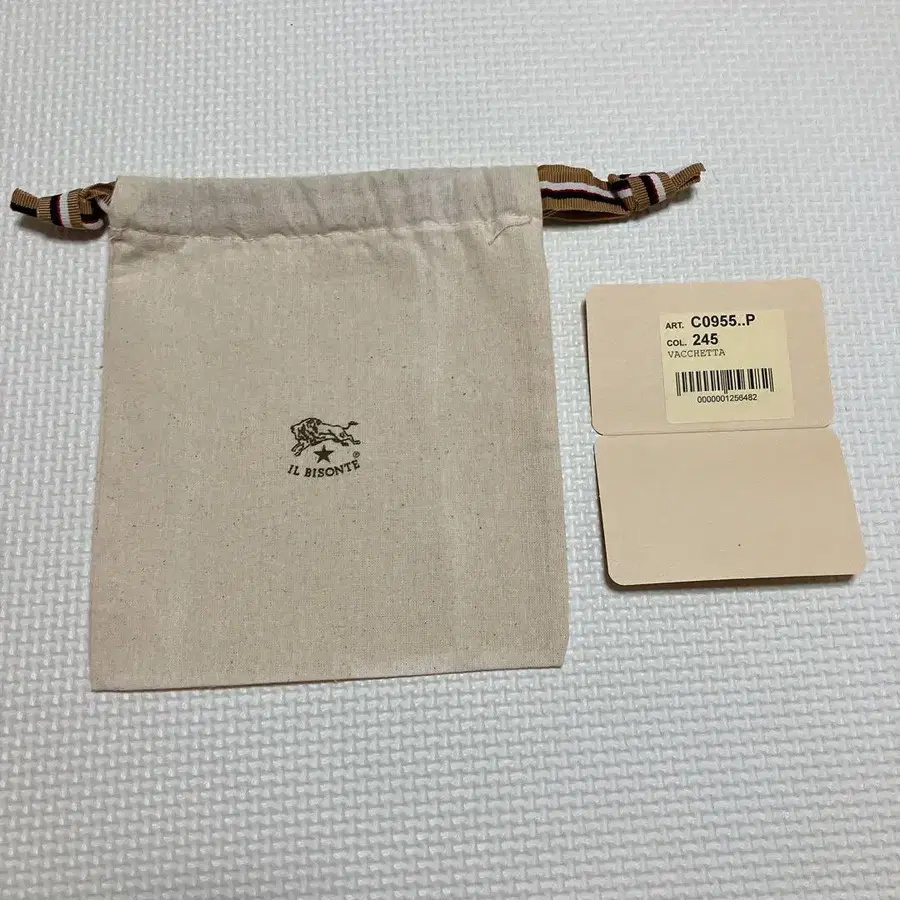 IL BISONTE®
ART. C0955..P
COL. 245
VACCHETTA
0000001256482